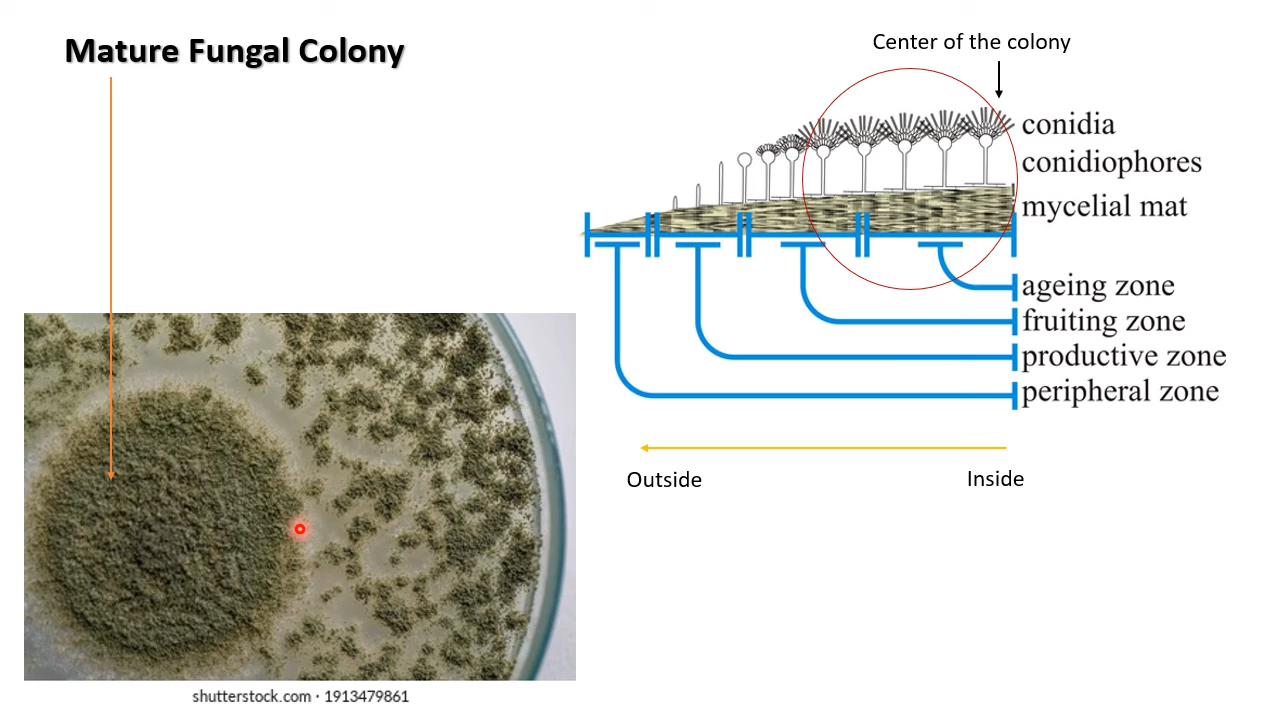 Mature Fungal Colony
Center of the colony
conidia
conidiophores
mycelial mat
ageing zone
fruiting zone
productive zone
peripheral zone
Outside
Inside
shutterstock.com · 1913479861